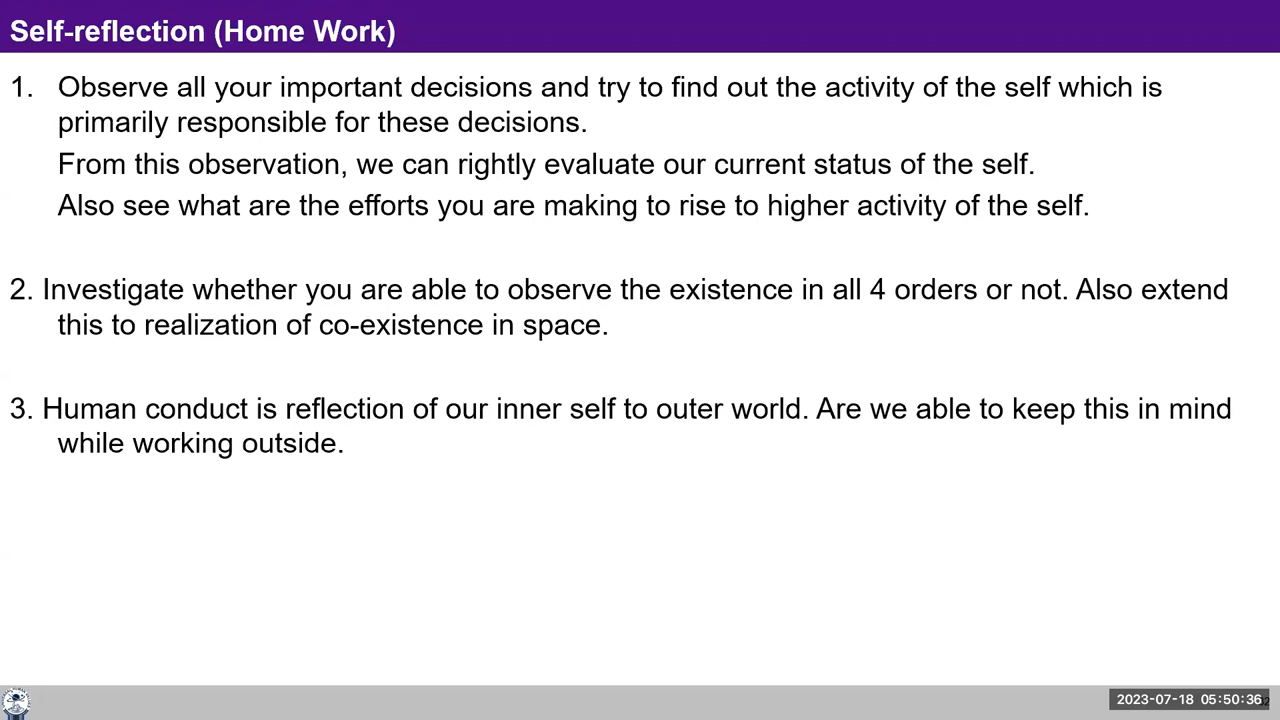 Self-reflection (Home Work)
1. Observe all your important decisions and try to find out the activity of the self which is
primarily responsible for these decisions.
From this observation, we can rightly evaluate our current status of the self.
Also see what are the efforts you are making to rise to higher activity of the self.
2. Investigate whether you are able to observe the existence in all 4 orders or not. Also extend
this to realization of co-existence in space.
3. Human conduct is reflection of our inner self to outer world. Are we able to keep this in mind
while working outside.
2023-07-18 05:50:36